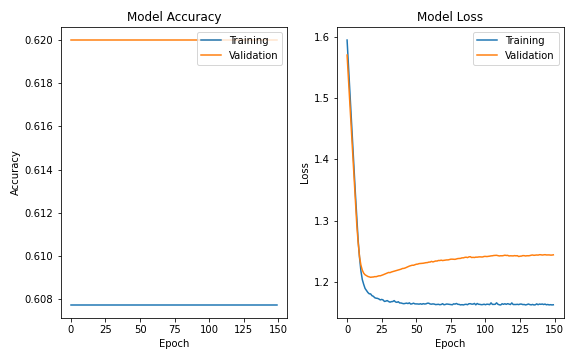 Model Accuracy
Training
Validation
0.620
0.618
0.616
0.614
0.612
0.610
0.608
Accuracy
0 25 50 75 100 125 150
Epoch
Model Loss
Training
Validation
1.6
1.5
1.4
1.3
1.2
Loss
0 25 50 75 100 125 150
Epoch